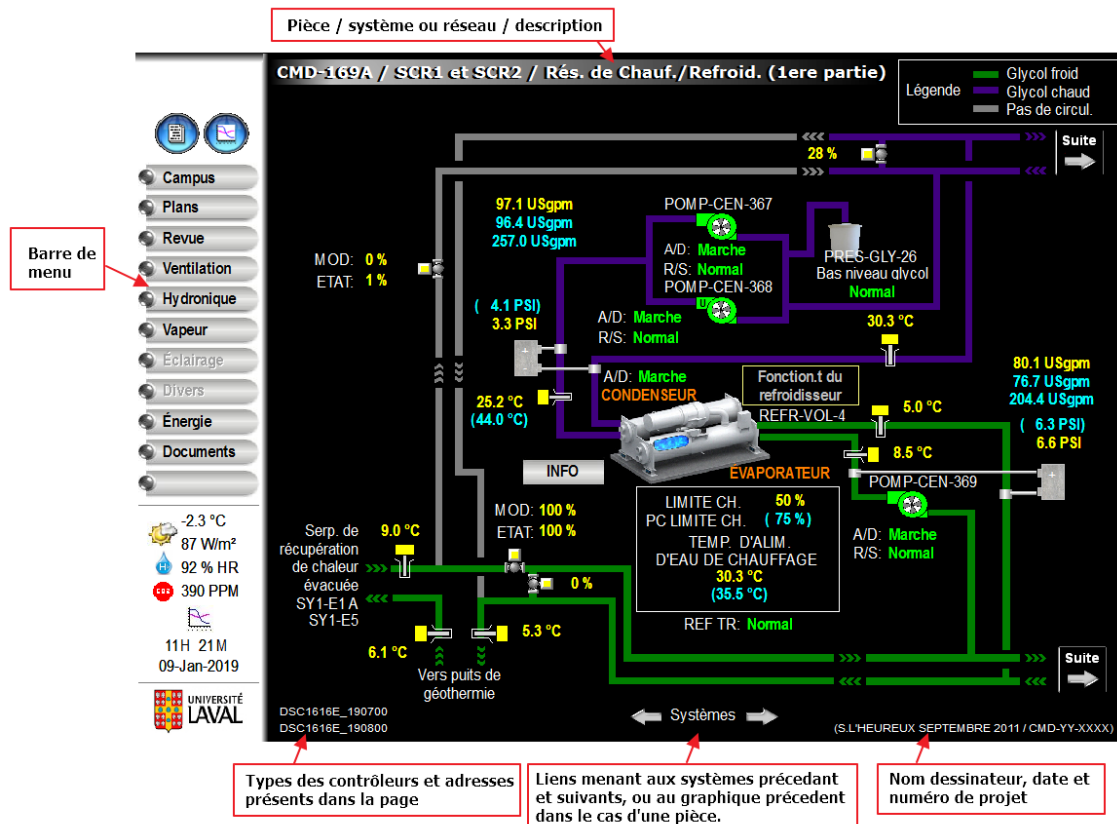 Pièce / système ou réseau / description
CMD-169A / SCR1 et SCR2 / Rés. de Chauf./Refroid. (1ere partie)
Légende
Glycol froid
Glycol chaud
Pas de circul.
Suite
28 %
Campus
Plans
Revue
Ventilation
Hydronique
Vapeur
Éclairage
Divers
Énergie
Documents
Barre de
menu
97.1 USgpm
96.4 USgpm
257.0 USgpm
POMP-CEN-367
A/D: Marche
R/S: Normal
PRES-GLY-26
Bas niveau glycol
Normal
MOD: 0 %
ETAT: 1 %
POMP-CEN-368
A/D: Marche
R/S: Normal
( 4.1 PSI)
3.3 PSI
30.3 °C
A/D: Marche
CONDENSEUR
25.2 °C
(44.0 °C)
Fonction.t du
refroidisseur
REFR-VOL-4
80.1 USgpm
76.7 USgpm
204.4 USgpm
( 6.3 PSI)
6.6 PSI
5.0 °C
8.5 °C
INFO
ÉVAPORATEUR
POMP-CEN-369
A/D: Marche
R/S: Normal
LIMITE CH. 50 %
PC LIMITE CH. ( 75 %)
TEMP. D'ALIM.
D'EAU DE CHAUFFAGE
30.3 °C
(35.5 °C)
REF TR: Normal
MOD: 100 %
ETAT: 100 %
0 %
Serp. de
récupération
de chaleur
évacuée
SY1-E1 A
SY1-E5
9.0 °C
6.1 °C
5.3 °C
Vers puits de
géothermie
Suite
-2.3 °C
87 W/m²
H
92 % HR
CO2
390 PPM
11H 21M
09-Jan-2019
UNIVERSITÉ
LAVAL
DSC1616E_190700
DSC1616E_190800
Systèmes
(S.L'HEUREUX SEPTEMBRE 2011 / CMD-YY-XXXX)
Types des contrôleurs et adresses
présents dans la page
Liens menant aux systèmes précedant
et suivants, ou au graphique précedent
dans le cas d'une pièce.
Nom dessinateur, date et
numéro de projet